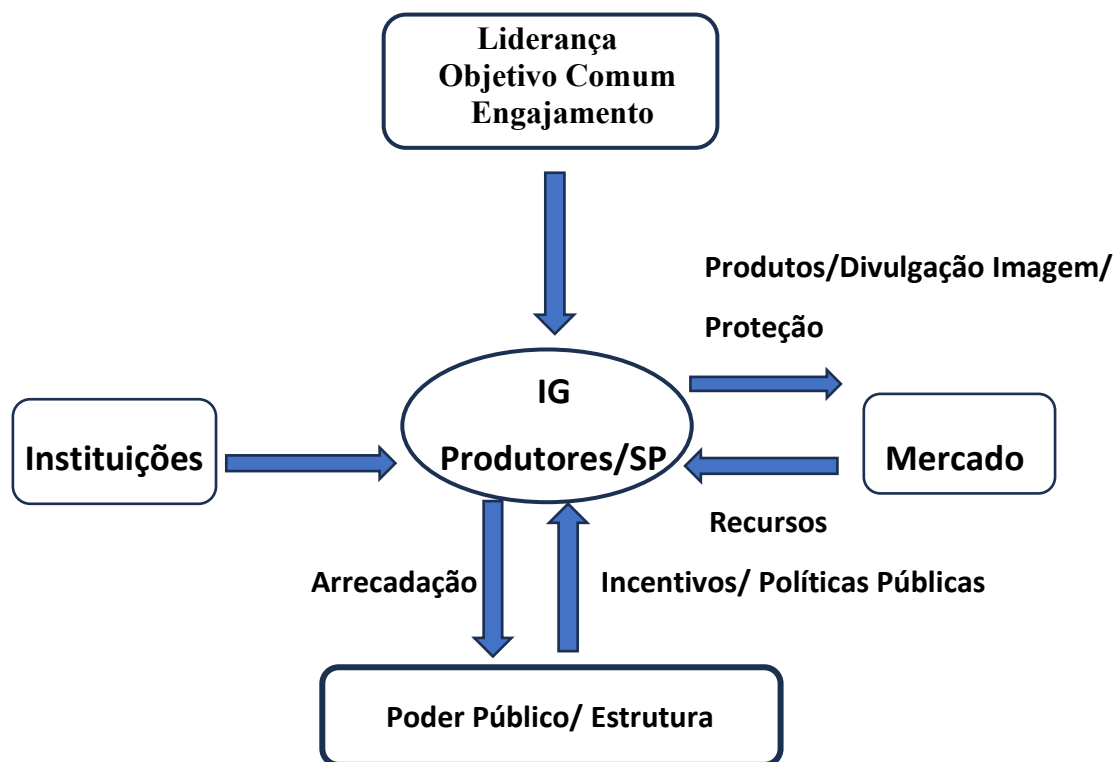 Liderança
Objetivo Comum
Engajamento
Produtos/Divulgação Imagem/
Proteção
IG
Produtores/SP
Instituições
Mercado
Recursos
Arrecadação
Incentivos/ Políticas Públicas
Poder Público/ Estrutura